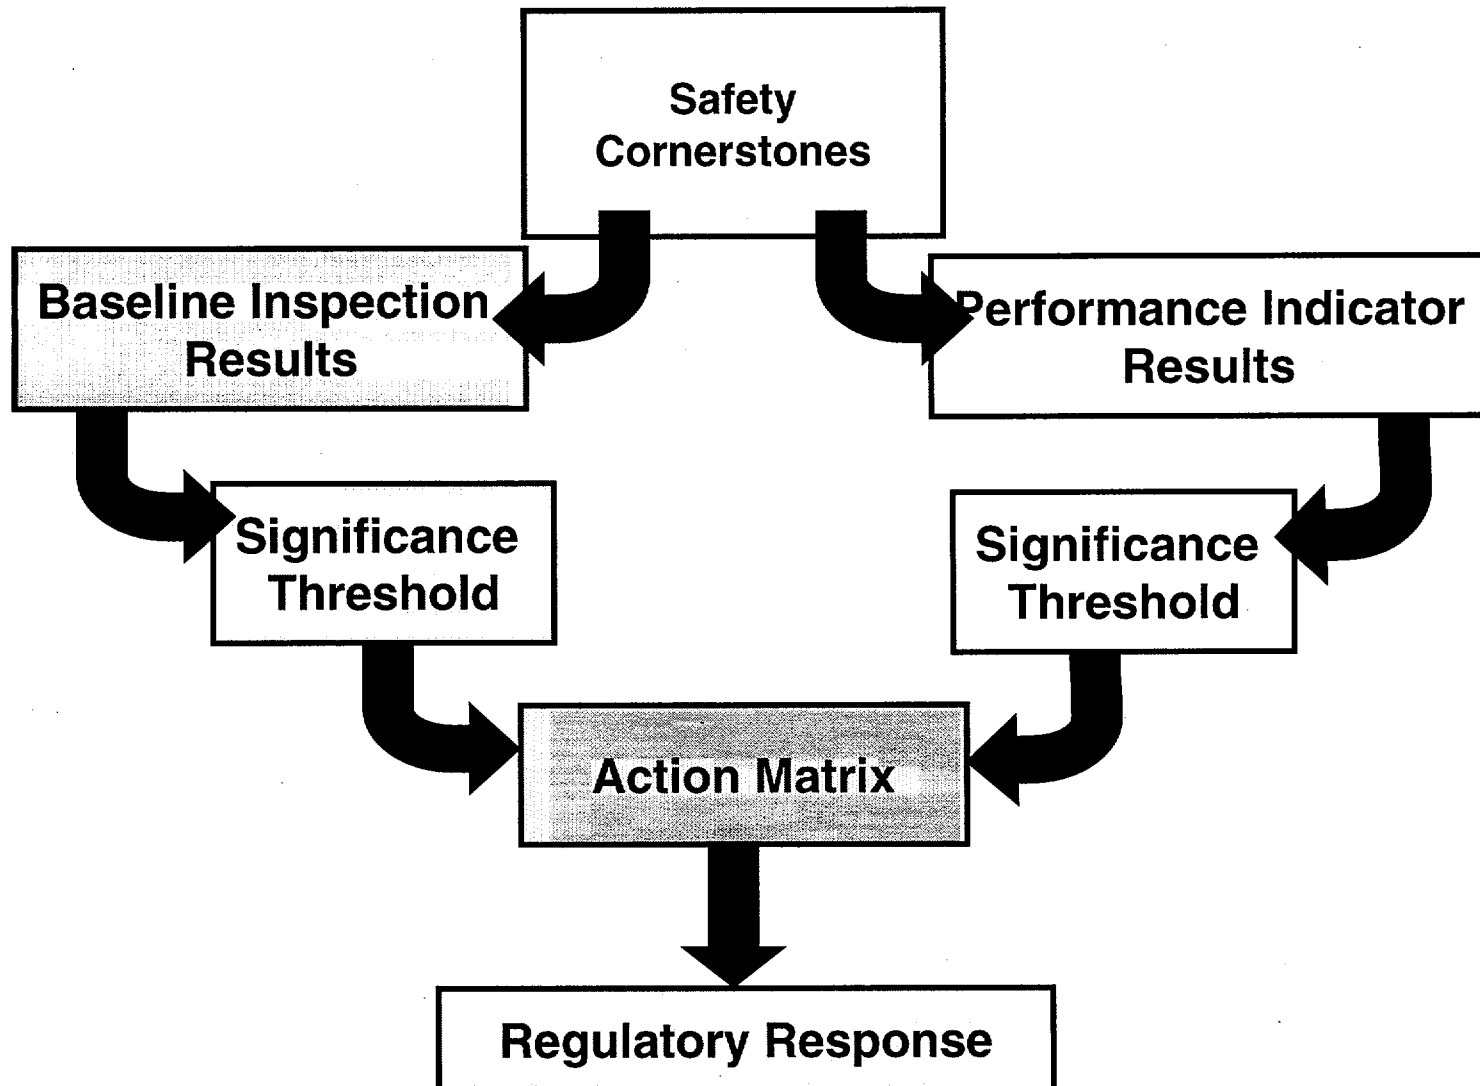 Safety
Cornerstones
Baseline Inspection
Results
Performance Indicator
Results
Significance
Threshold
Significance
Threshold
Action Matrix
Regulatory Response